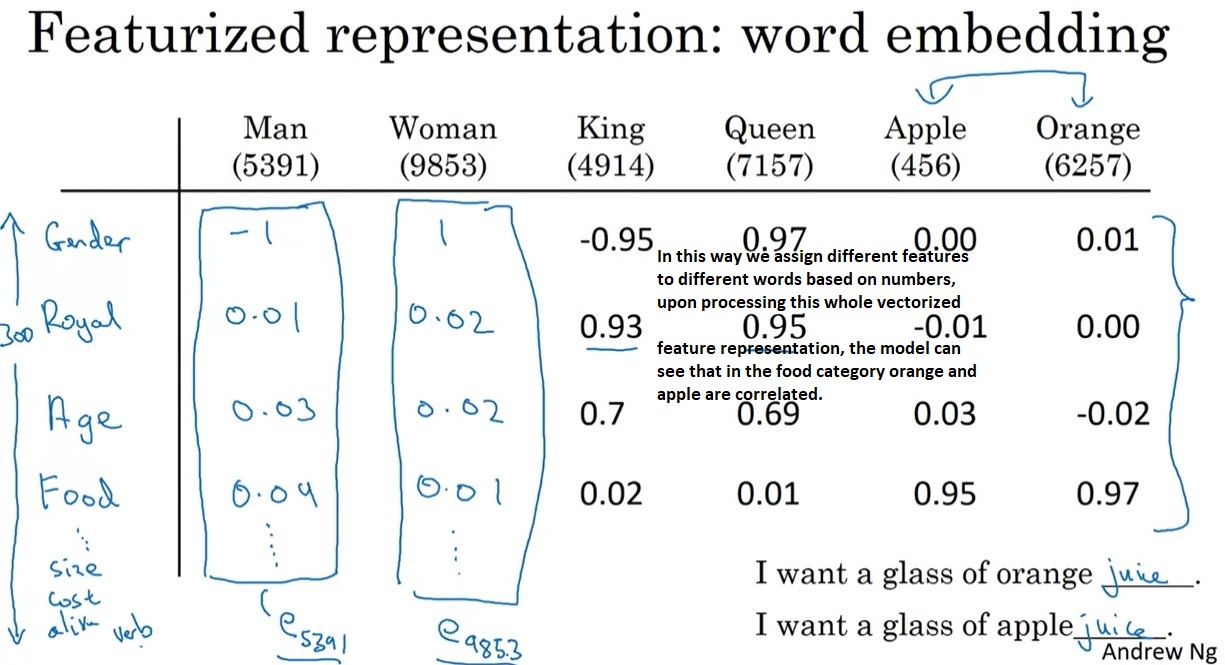 Featurized representation: word embedding
Man Woman King Queen Apple Orange
(5391) (9853) (4914) (7157) (456) (6257)
Gender -1 1 -0.95 0.97 0.00 0.01
In this way we assign different features
to different words based on numbers,
upon processing this whole vectorized
300 Royal 0.01 0.02 0.93 0.95 -0.01 0.00
feature representation, the model can
see that in the food category orange and
apple are correlated.
Age 0.03 0.02 0.7 0.69 0.03 -0.02
Food 0.04 0.01 0.02 0.01 0.95 0.97
size
cost
alive verb
I want a glass of orange juice.
I want a glass of apple juice.
e5391 e9853
Andrew Ng